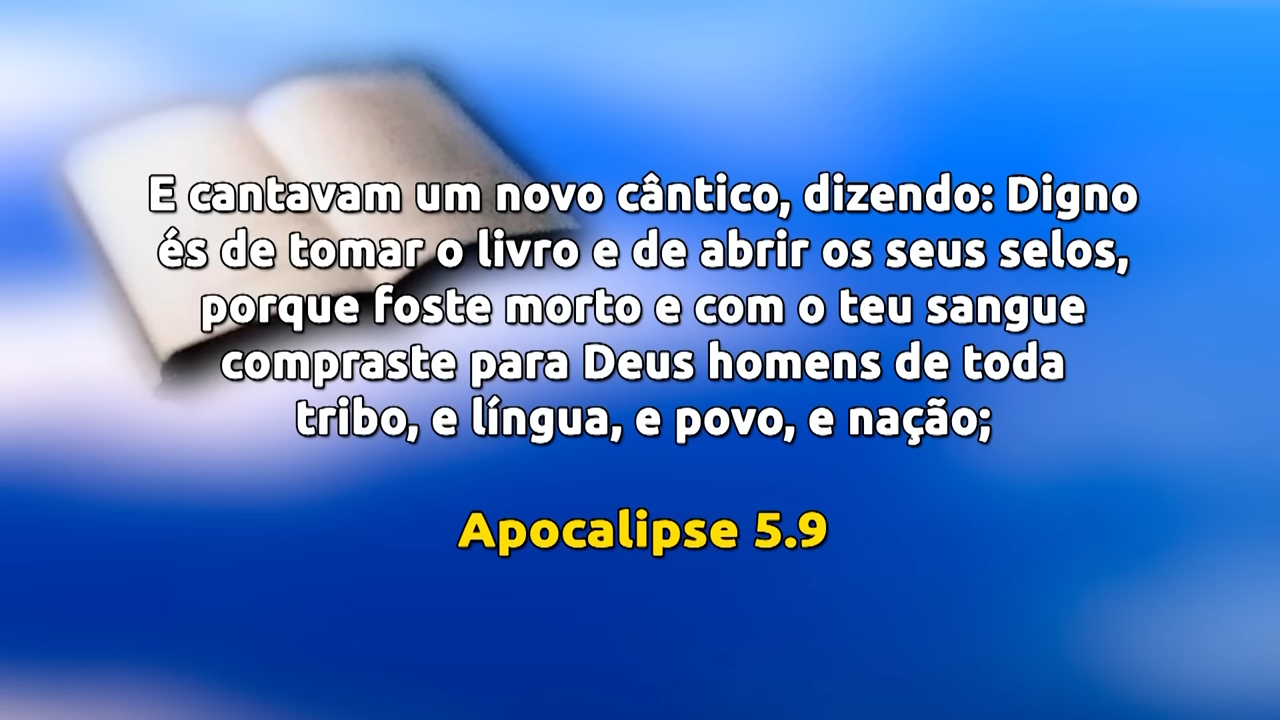 E cantavam um novo cântico, dizendo: Digno
és de tomar o livro e de abrir os seus selos,
porque foste morto e com o teu sangue
compraste para Deus homens de toda
tribo, e língua, e povo, e nação;
Apocalipse 5.9